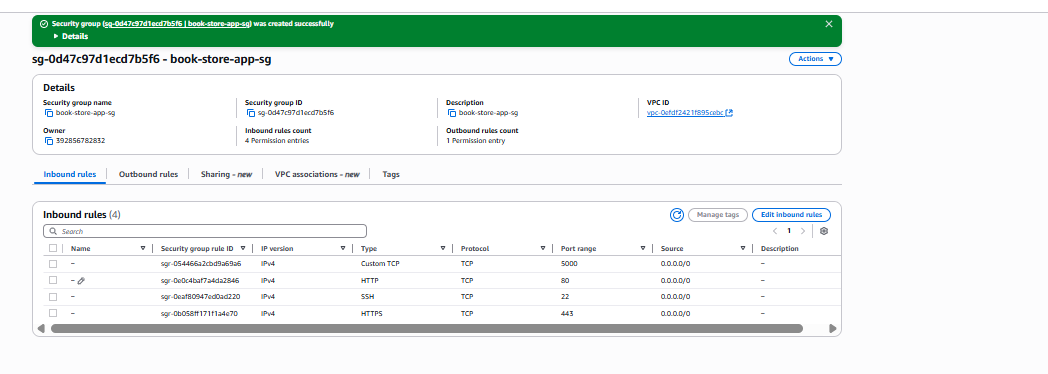 Security group (sg-0d47c97d1ecd7b5f6 | book-store-app-sg) was created successfully
Details
sg-0d47c97d1ecd7b5f6 - book-store-app-sg
Actions
Details
Security group name
book-store-app-sg
Security group ID
sg-0d47c97d1ecd7b5f6
Description
book-store-app-sg
VPC ID
vpc-0efdf2421f895cebc
Owner
392856782832
Inbound rules count
4 Permission entries
Outbound rules count
1 Permission entry
Inbound rules Outbound rules Sharing - new VPC associations - new Tags
Inbound rules (4)
Manage tags Edit inbound rules
Search
1
Name Security group rule ID IP version Type Protocol Port range Source Description
– sgr-054466a2cbd9a69a6 IPv4 Custom TCP TCP 5000 0.0.0.0/0 –
– sgr-0e0c4baf7a4da2846 IPv4 HTTP TCP 80 0.0.0.0/0 –
– sgr-0eaf80947ed0ad220 IPv4 SSH TCP 22 0.0.0.0/0 –
– sgr-0b058ff171f1a4e70 IPv4 HTTPS TCP 443 0.0.0.0/0 –